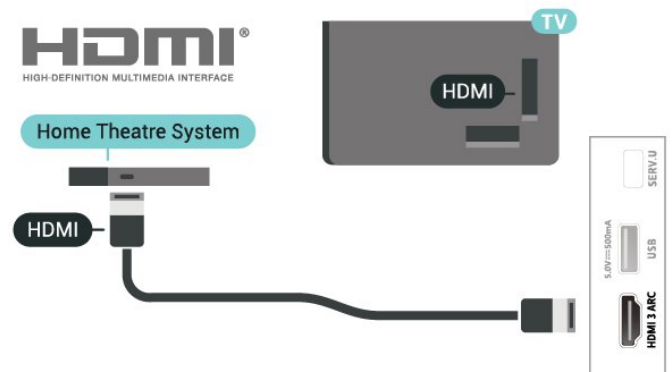 HDMI®
HIGH-DEFINITION MULTIMEDIA INTERFACE
TV
HDMI
Home Theatre System
HDMI
SERV.U
5.0V⎓500mA
USB
HDMI 3 ARC